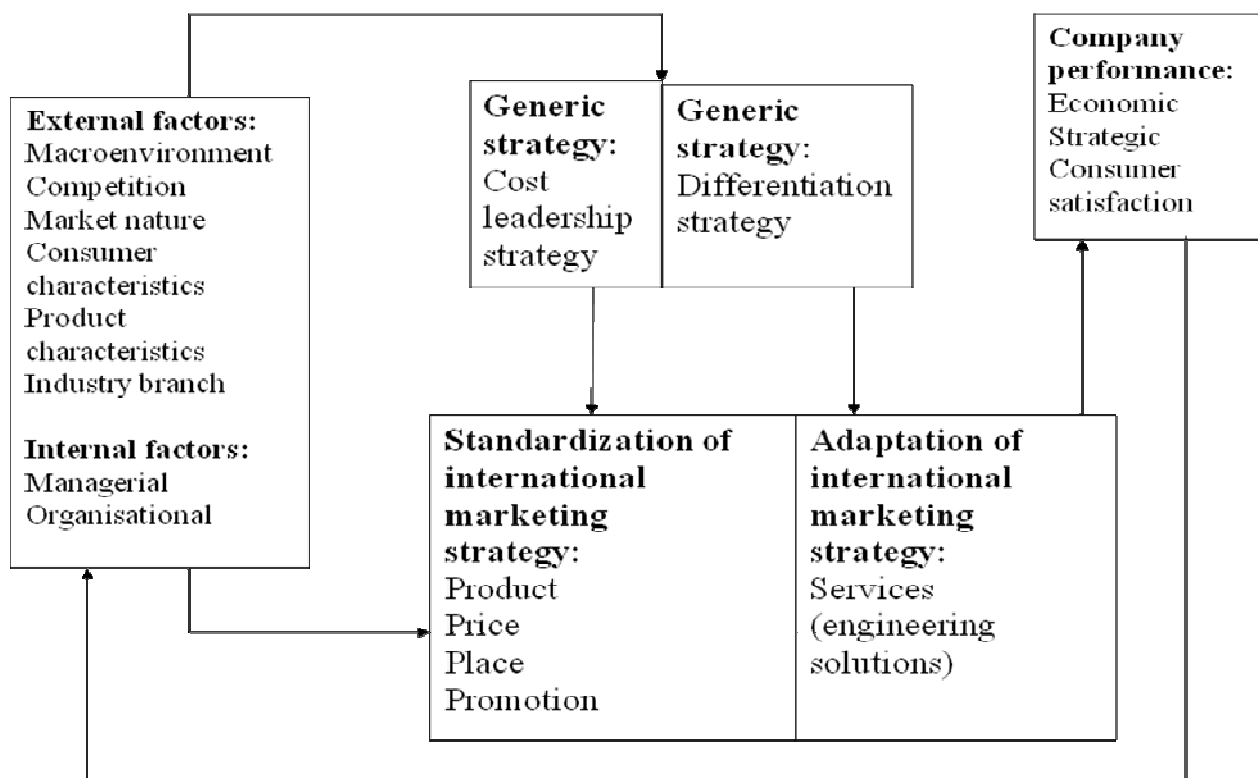 External factors:
Macroenvironment
Competition
Market nature
Consumer
characteristics
Product
characteristics
Industry branch
Internal factors:
Managerial
Organisational
Generic
strategy:
Cost
leadership
strategy
Generic
strategy:
Differentiation
strategy
Standardization of
international
marketing
strategy:
Product
Price
Place
Promotion
Adaptation of
international
marketing
strategy:
Services
(engineering
solutions)
Company
performance:
Economic
Strategic
Consumer
satisfaction